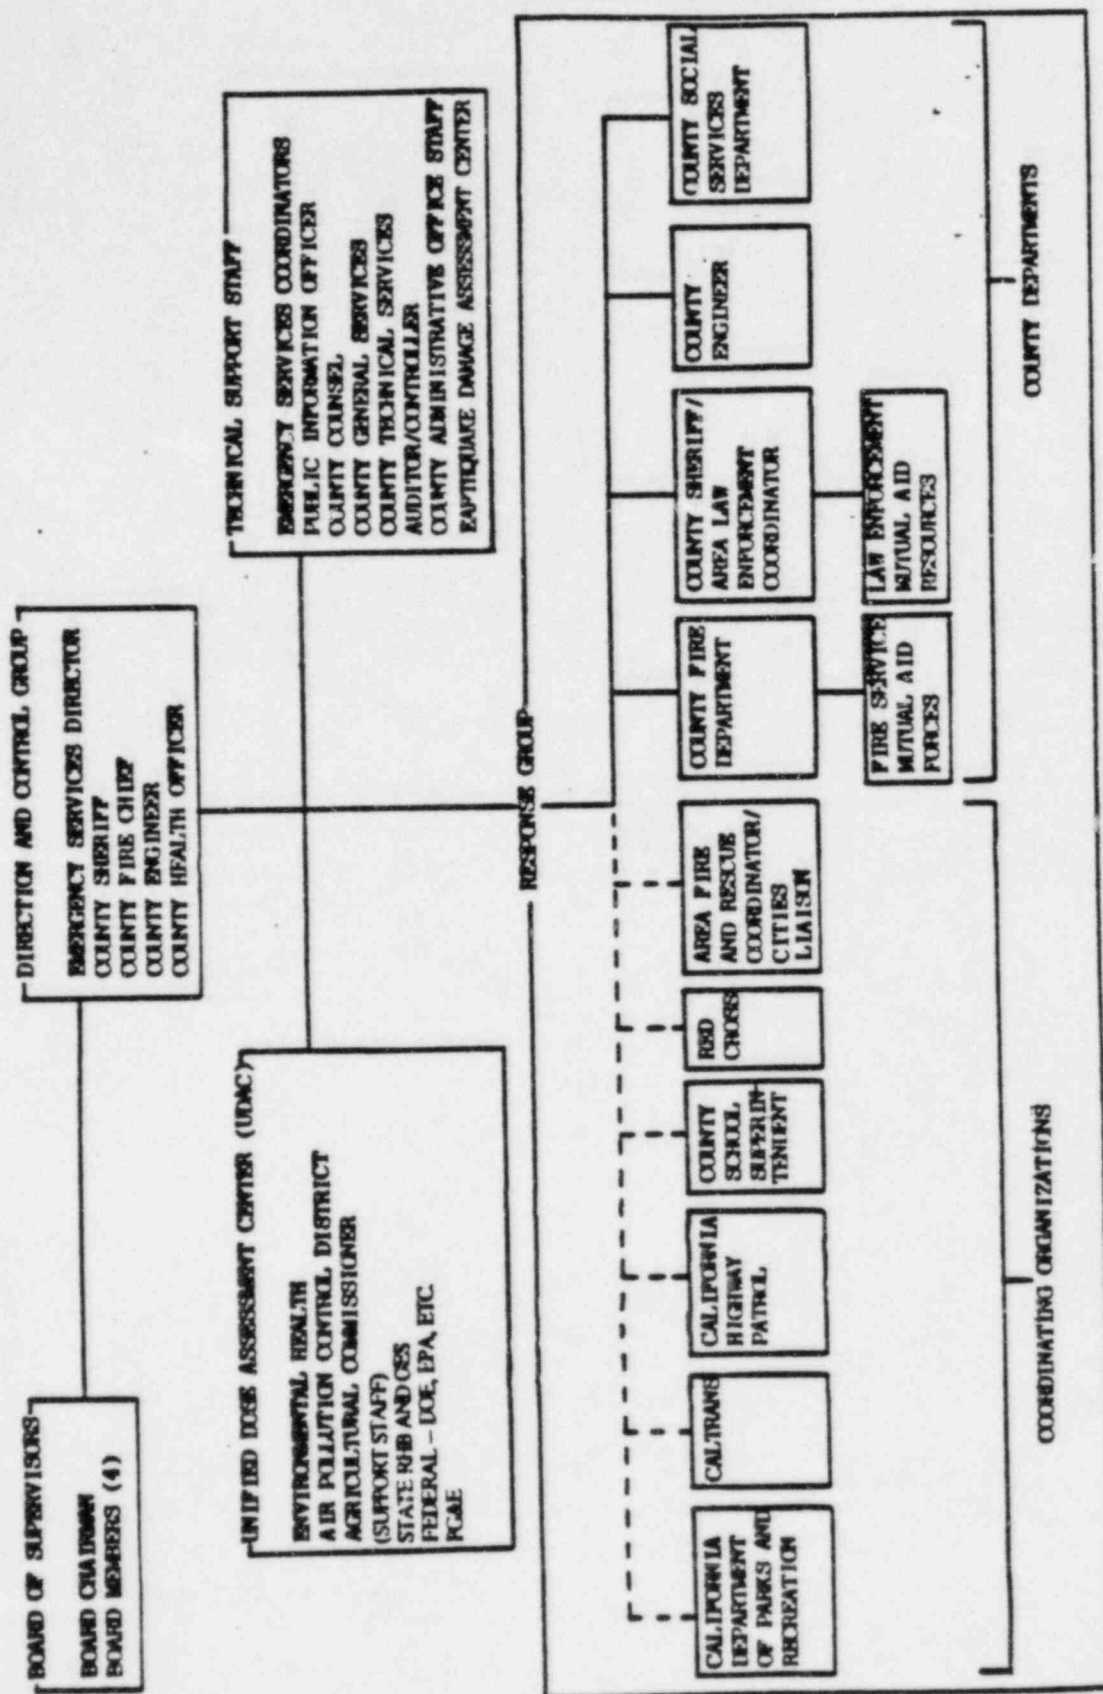 BOARD OF SUPERVISORS
BOARD CHAIRMAN
BOARD MEMBERS (4)
DIRECTION AND CONTROL GROUP
EMERGENCY SERVICES DIRECTOR
COUNTY SHERIFF
COUNTY FIRE CHIEF
COUNTY ENGINEER
COUNTY HEALTH OFFICER
UNIFIED DOSE ASSESSMENT CENTER (UDAC)
ENVIRONMENTAL HEALTH
AIR POLLUTION CONTROL DISTRICT
AGRICULTURAL COMMISSIONER
(SUPPORT STAFF)
STATE RHB AND OES
FEDERAL - DOE, EPA, ETC.
PG&E
TECHNICAL SUPPORT STAFF
EMERGENCY SERVICES COORDINATORS
PUBLIC INFORMATION OFFICER
COUNTY COUNSEL
COUNTY GENERAL SERVICES
COUNTY TECHNICAL SERVICES
AUDITOR/CONTROLLER
COUNTY ADMINISTRATIVE OFFICE STAFF
EARTHQUAKE DAMAGE ASSESSMENT CENTER
RESPONSE GROUP
CALIFORNIA
DEPARTMENT
OF PARKS AND
RECREATION
CALTRANS
CALIFORNIA
HIGHWAY
PATROL
COUNTY
SCHOOL
SUPERIN-
TENDENT
RED
CROSS
AREA FIRE
AND RESCUE
COORDINATOR/
CITIES
LIAISON
COUNTY FIRE
DEPARTMENT
COUNTY SHERIFF/
AREA LAW
ENFORCEMENT
COORDINATOR
COUNTY
ENGINEER
COUNTY SOCIAL
SERVICES
DEPARTMENT
FIRE SERVICE
MUTUAL AID
FORCES
LAW ENFORCEMENT
MUTUAL AID
RESOURCES
COORDINATING ORGANIZATIONS
COUNTY DEPARTMENTS